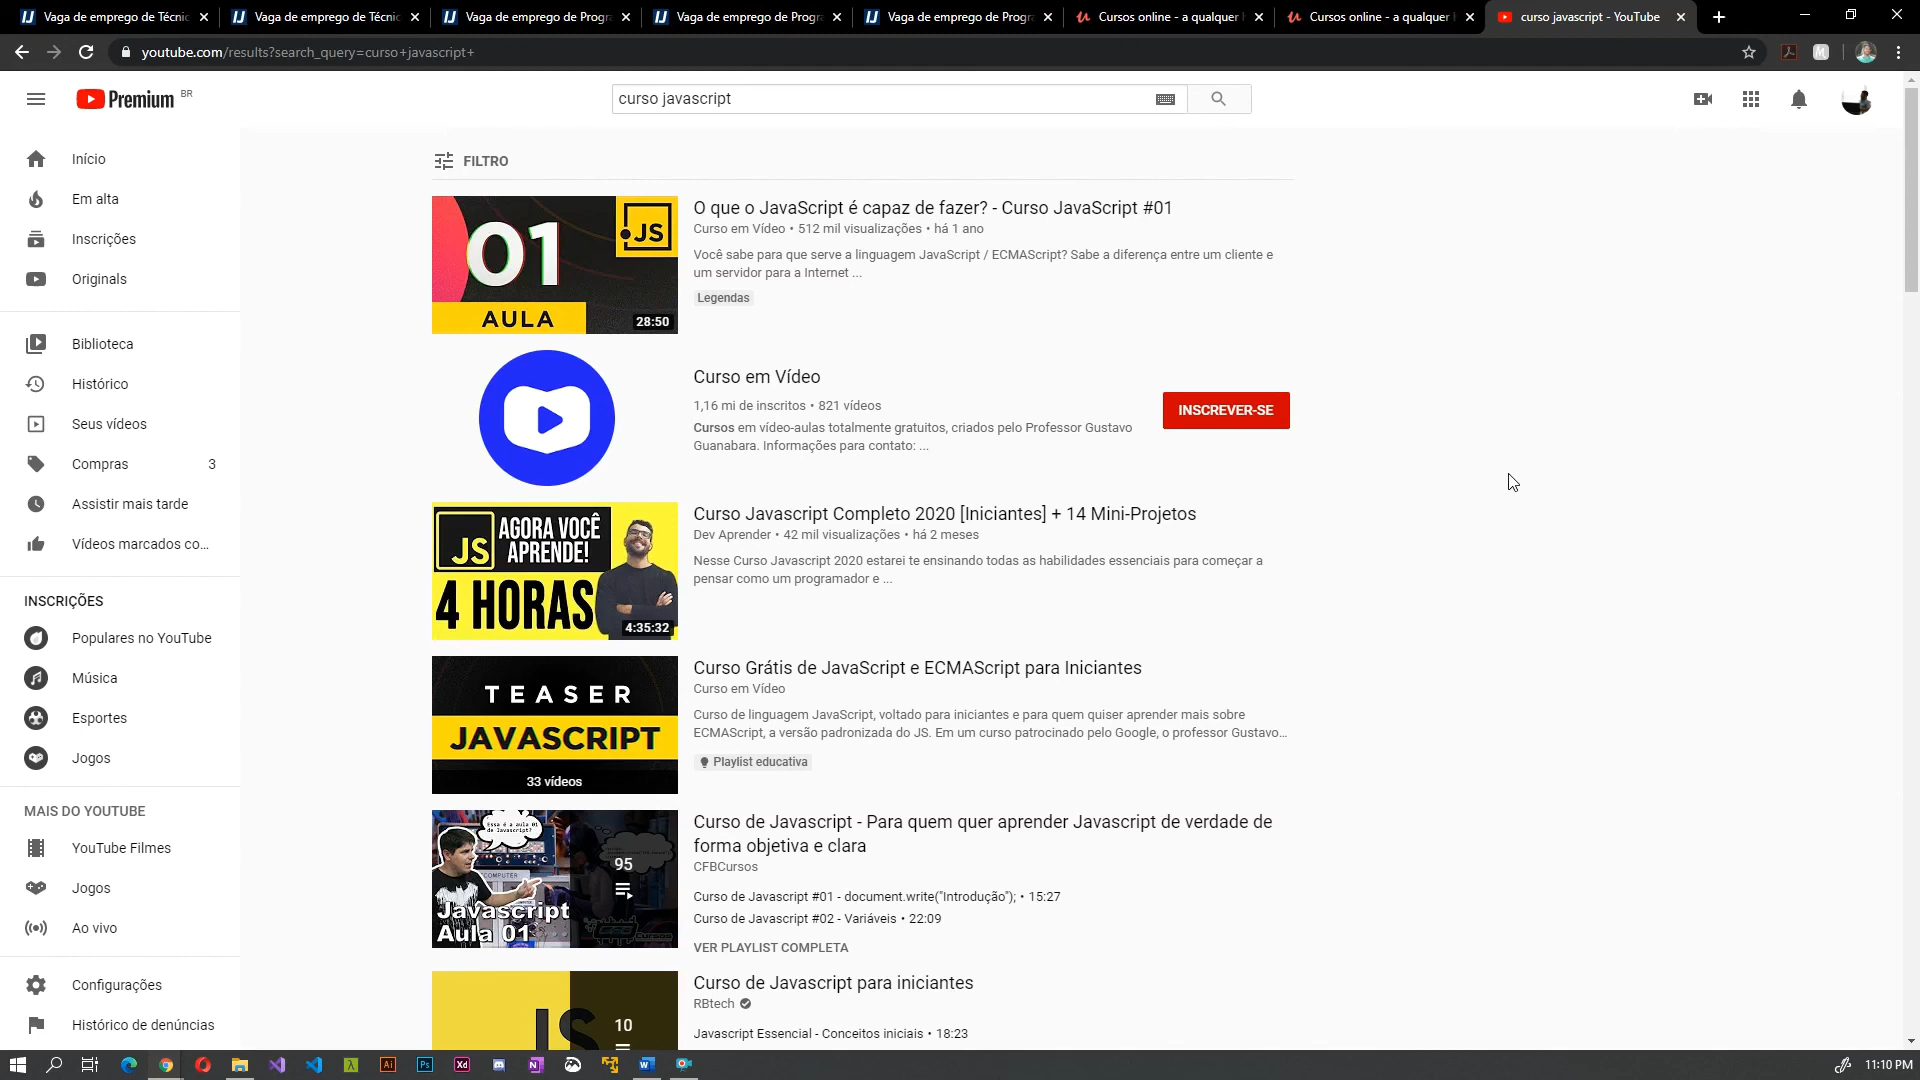 Vaga de emprego de Técnic
Vaga de emprego de Técnic
Vaga de emprego de Progra
Vaga de emprego de Progra
Vaga de emprego de Progra
Cursos online - a qualquer h
Cursos online - a qualquer h
curso javascript - YouTube
youtube.com/results?search_query=curso+javascript+
Premium BR
curso javascript
Início
Em alta
Inscrições
Originals
Biblioteca
Histórico
Seus vídeos
Compras 3
Assistir mais tarde
Vídeos marcados co...
INSCRIÇÕES
Populares no YouTube
Música
Esportes
Jogos
MAIS DO YOUTUBE
YouTube Filmes
Jogos
Ao vivo
Configurações
Histórico de denúncias
FILTRO
01
JS
AULA
28:50
O que o JavaScript é capaz de fazer? - Curso JavaScript #01
Curso em Vídeo • 512 mil visualizações • há 1 ano
Você sabe para que serve a linguagem JavaScript / ECMAScript? Sabe a diferença entre um cliente e
um servidor para a Internet ...
Legendas
Curso em Vídeo
1,16 mi de inscritos • 821 vídeos
Cursos em vídeo-aulas totalmente gratuitos, criados pelo Professor Gustavo
Guanabara. Informações para contato: ...
INSCREVER-SE
JS
AGORA VOCÊ
APRENDE!
4 HORAS
4:35:32
Curso Javascript Completo 2020 [Iniciantes] + 14 Mini-Projetos
Dev Aprender • 42 mil visualizações • há 2 meses
Nesse Curso Javascript 2020 estarei te ensinando todas as habilidades essenciais para começar a
pensar como um programador e ...
TEASER
JAVASCRIPT
33 vídeos
Curso Grátis de JavaScript e ECMAScript para Iniciantes
Curso em Vídeo
Curso de linguagem JavaScript, voltado para iniciantes e para quem quiser aprender mais sobre
ECMAScript, a versão padronizada do JS. Em um curso patrocinado pelo Google, o professor Gustavo...
Playlist educativa
Essa é a aula 01
de Javascript?
COMPUTER
95
Javascript
Aula 01
Curso de Javascript - Para quem quer aprender Javascript de verdade de
forma objetiva e clara
CFBCursos
Curso de Javascript #01 - document.write("Introdução"); • 15:27
Curso de Javascript #02 - Variáveis • 22:09
VER PLAYLIST COMPLETA
JS
10
Curso de Javascript para iniciantes
RBtech
Javascript Essencial - Conceitos iniciais • 18:23
Ai
Ps
Xd
11:10 PM